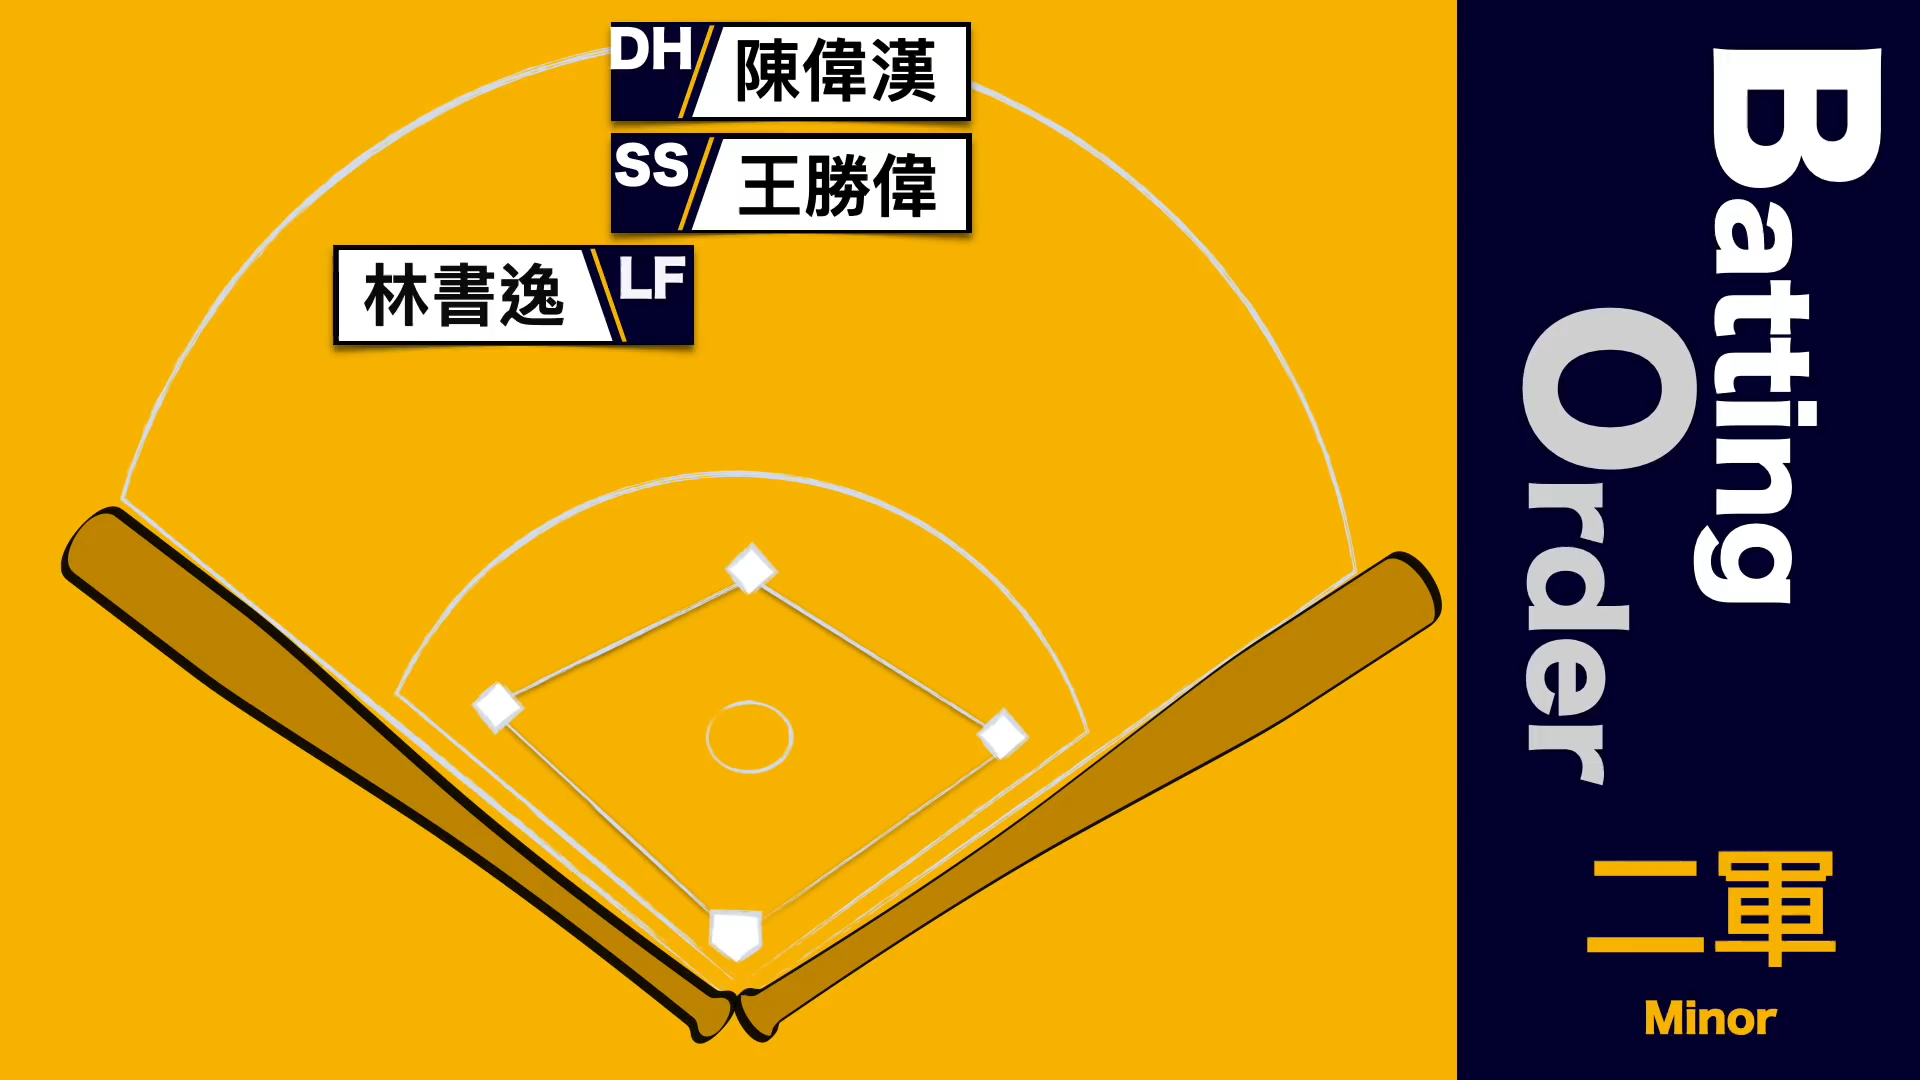 DH 陳偉漢
SS 王勝偉
林書逸 LF
Batting
Order
二軍
Minor